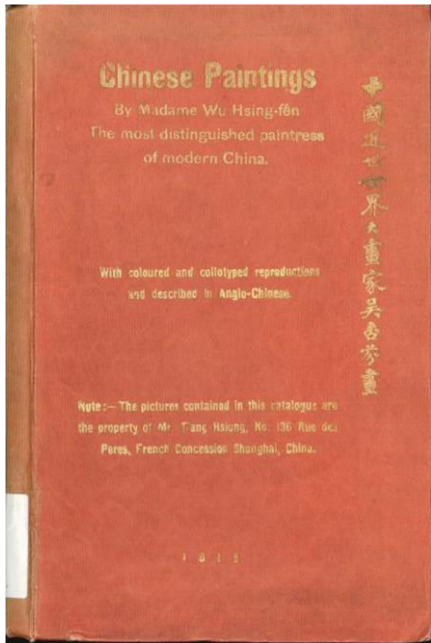 Chinese Paintings
By Madame Wu Hsing-fên
The most distinguished paintress
of modern China.
With coloured and collotyped reproductions
and described in Anglo-Chinese.
Note:— The pictures contained in this catalogue are
the property of Mr. T'ang Hsiung, No. 136 Rue des
Peres, French Concession Shanghai, China.
中國近世世界大畫家吳杏芬畫